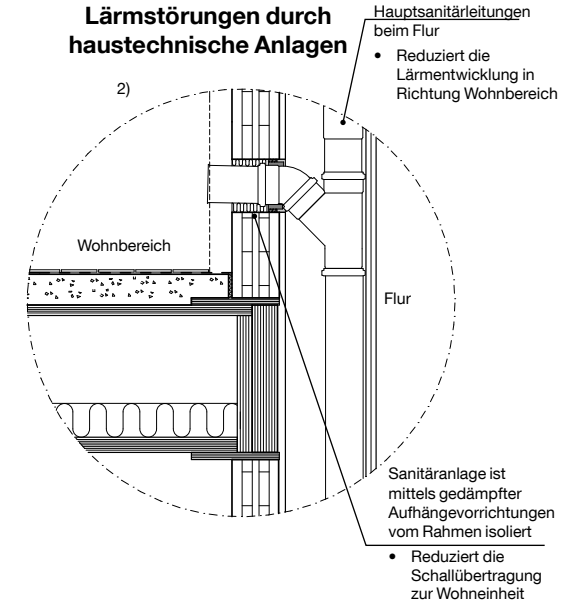 Lärmstörungen durch
haustechnische Anlagen
Hauptsanitärleitungen
beim Flur
• Reduziert die
Lärmentwicklung in
Richtung Wohnbereich
2)
Wohnbereich
Flur
Sanitäranlage ist
mittels gedämpfter
Aufhängevorrichtungen
vom Rahmen isoliert
• Reduziert die
Schallübertragung
zur Wohneinheit